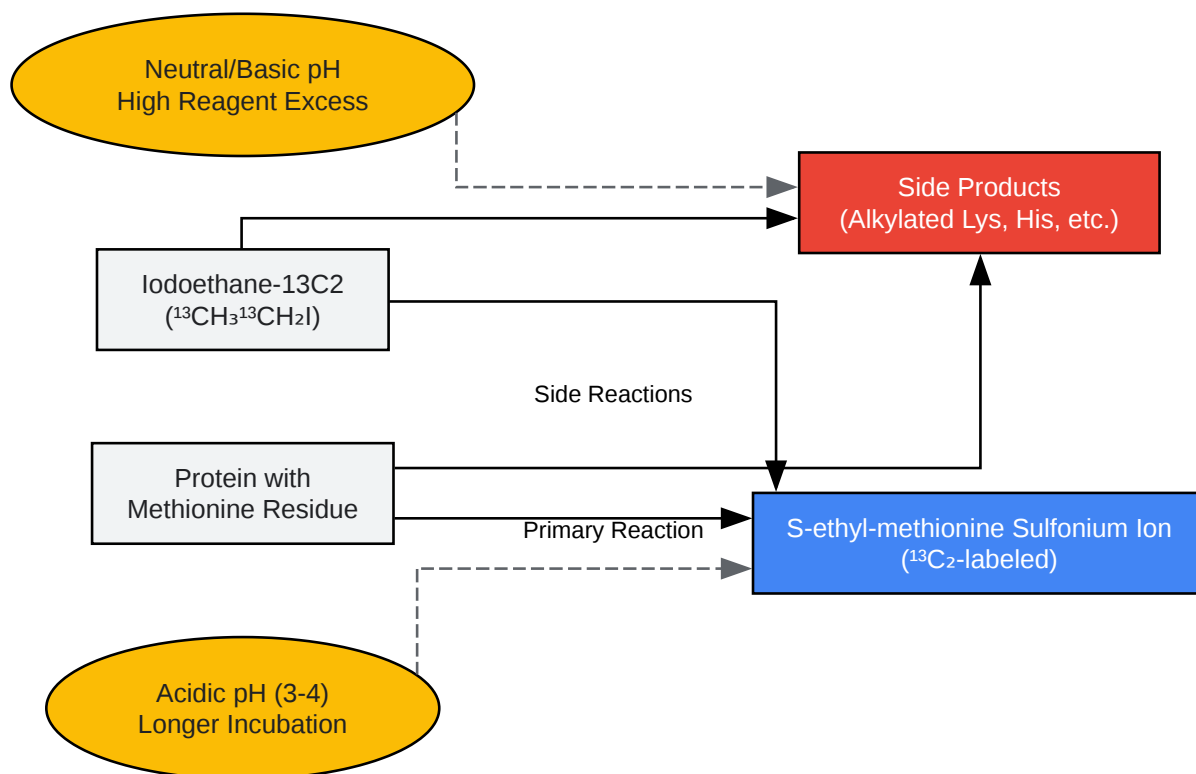 Neutral/Basic pH
High Reagent Excess
Side Products
(Alkylated Lys, His, etc.)
Iodoethane-13C2
(¹³CH₃¹³CH₂I)
Side Reactions
Protein with
Methionine Residue
Primary Reaction
S-ethyl-methionine Sulfonium Ion
(¹³C₂-labeled)
Acidic pH (3-4)
Longer Incubation